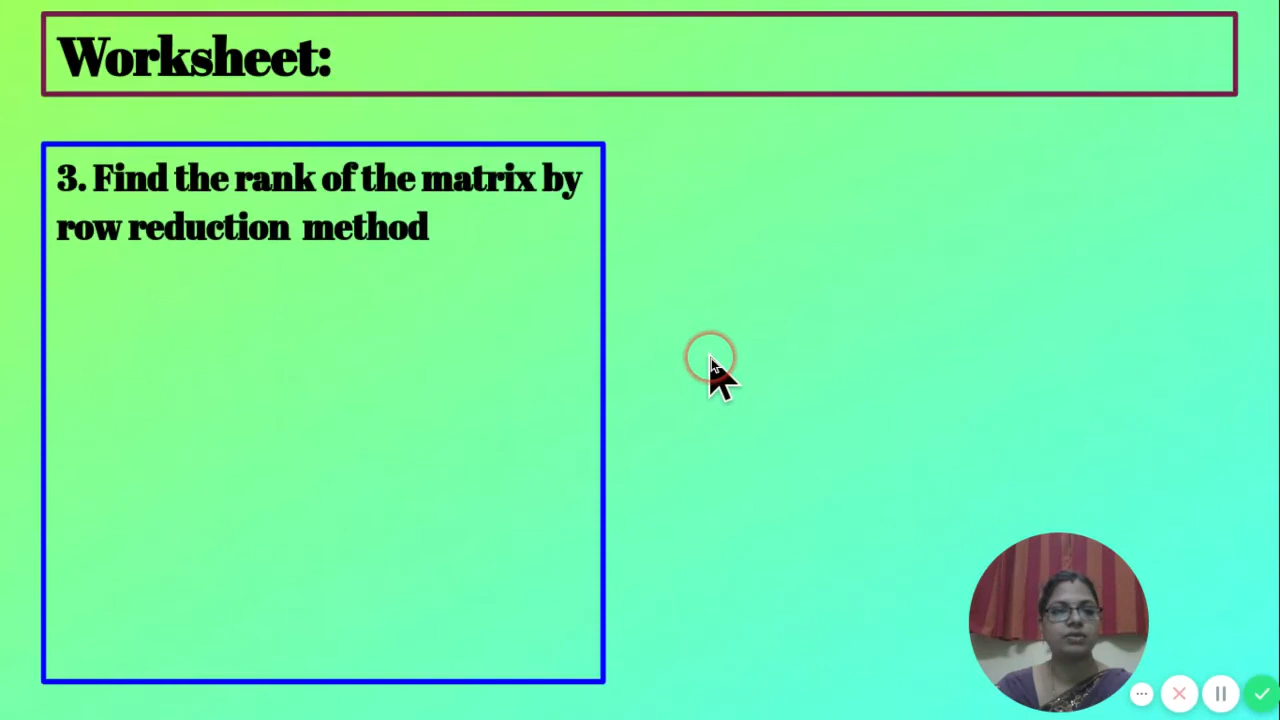 Worksheet:
3. Find the rank of the matrix by
row reduction method